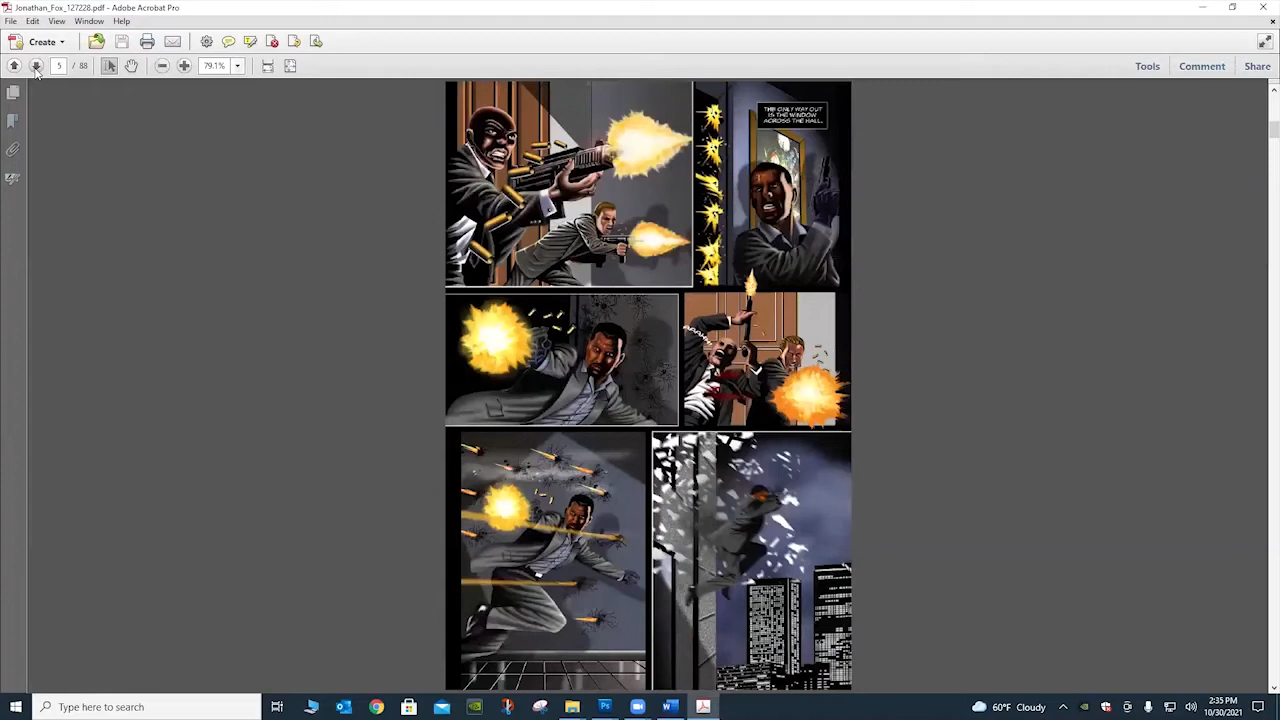 Jonathan_Fox_127228.pdf - Adobe Acrobat Pro
File Edit View Window Help
Create
5 / 88 79.1% Tools Comment Share
THE ONLY WAY OUT
IS THE WINDOW
ACROSS THE HALL.
AAAHH
Type here to search
60°F Cloudy
2:35 PM
10/30/2021